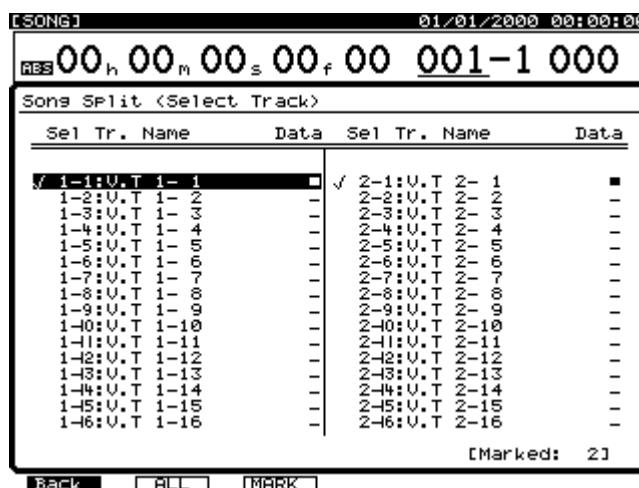 [SONG] 01/01/2000 00:00:00
ABS 00h 00m 00s 00f 00 001-1 000
Song Split <Select Track>
Sel Tr. Name Data Sel Tr. Name Data
√ 1-1:V.T 1- 1 ■ √ 2-1:V.T 2- 1 ■
1-2:V.T 1- 2 – 2-2:V.T 2- 2 –
1-3:V.T 1- 3 – 2-3:V.T 2- 3 –
1-4:V.T 1- 4 – 2-4:V.T 2- 4 –
1-5:V.T 1- 5 – 2-5:V.T 2- 5 –
1-6:V.T 1- 6 – 2-6:V.T 2- 6 –
1-7:V.T 1- 7 – 2-7:V.T 2- 7 –
1-8:V.T 1- 8 – 2-8:V.T 2- 8 –
1-9:V.T 1- 9 – 2-9:V.T 2- 9 –
1-10:V.T 1-10 – 2-10:V.T 2-10 –
1-11:V.T 1-11 – 2-11:V.T 2-11 –
1-12:V.T 1-12 – 2-12:V.T 2-12 –
1-13:V.T 1-13 – 2-13:V.T 2-13 –
1-14:V.T 1-14 – 2-14:V.T 2-14 –
1-15:V.T 1-15 – 2-15:V.T 2-15 –
1-16:V.T 1-16 – 2-16:V.T 2-16 –
[Marked: 2]
Back ALL MARK